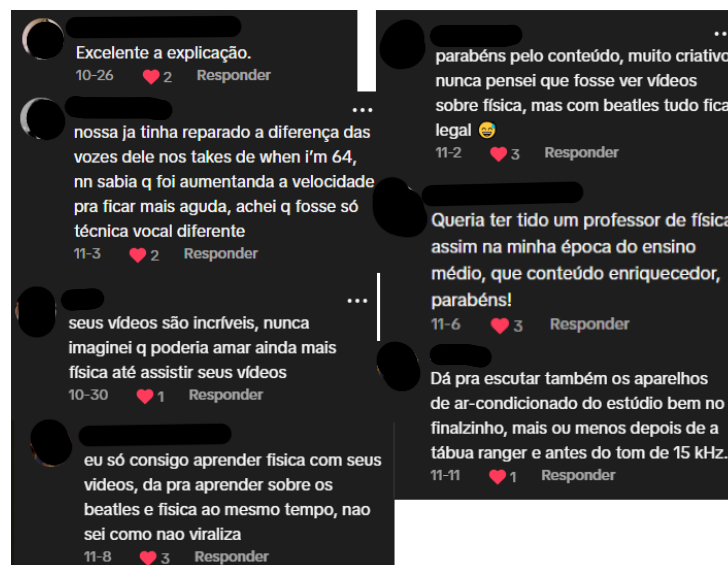 Excelente a explicação.
10-26 2 Responder
nossa ja tinha reparado a diferença das
vozes dele nos takes de when i'm 64,
nn sabia q foi aumentanda a velocidade
pra ficar mais aguda, achei q fosse só
técnica vocal diferente
11-3 2 Responder
seus vídeos são incríveis, nunca
imaginei q poderia amar ainda mais
física até assistir seus vídeos
10-30 1 Responder
eu só consigo aprender fisica com seus
videos, da pra aprender sobre os
beatles e fisica ao mesmo tempo, nao
sei como nao viraliza
11-8 3 Responder
parabéns pelo conteúdo, muito criativo
nunca pensei que fosse ver vídeos
sobre física, mas com beatles tudo fica
legal 😅
11-2 3 Responder
Queria ter tido um professor de física
assim na minha época do ensino
médio, que conteúdo enriquecedor,
parabéns!
11-6 3 Responder
Dá pra escutar também os aparelhos
de ar-condicionado do estúdio bem no
finalzinho, mais ou menos depois de a
tábua ranger e antes do tom de 15 kHz.
11-11 1 Responder